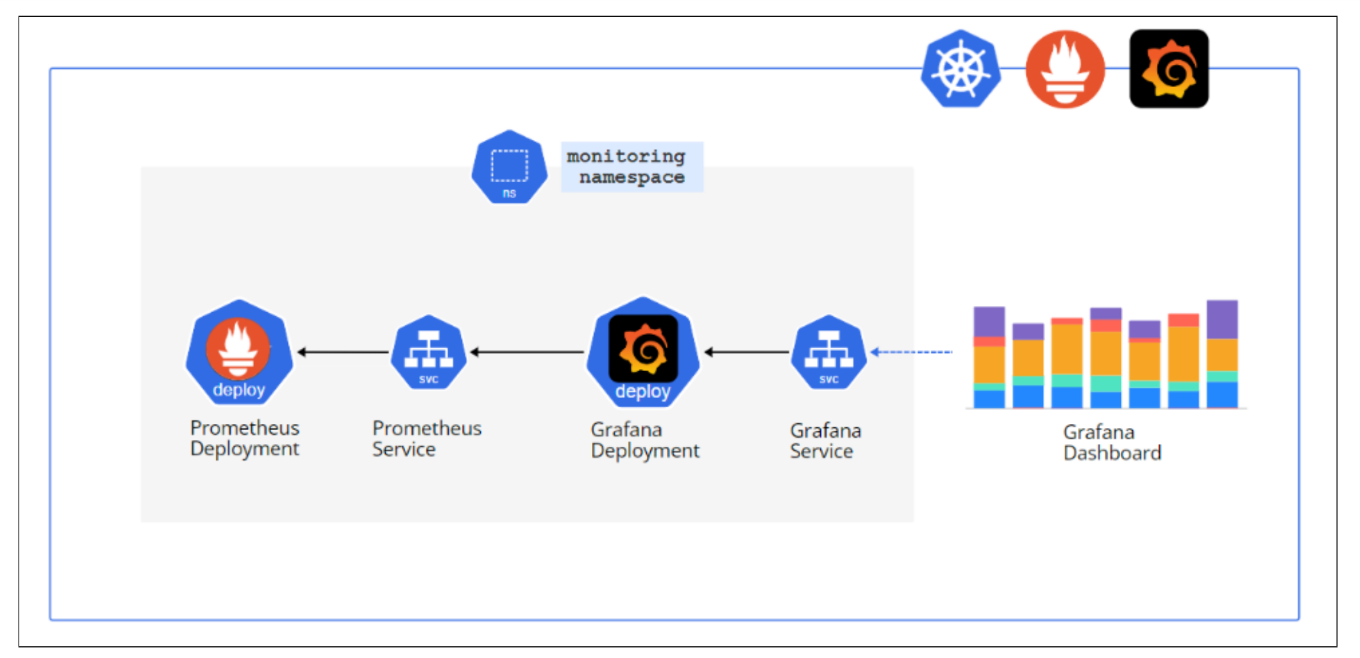 monitoring
namespace
ns
deploy
svc
deploy
svc
Prometheus
Deployment
Prometheus
Service
Grafana
Deployment
Grafana
Service
Grafana
Dashboard